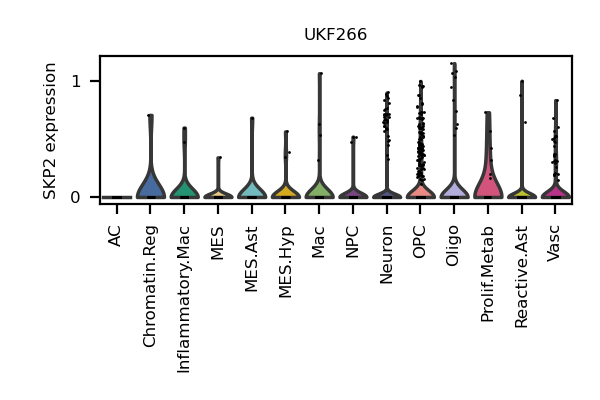 UKF266
SKP2 expression
1
0
AC
Chromatin.Reg
Inflammatory.Mac
MES
MES.Ast
MES.Hyp
Mac
NPC
Neuron
OPC
Oligo
Prolif.Metab
Reactive.Ast
Vasc